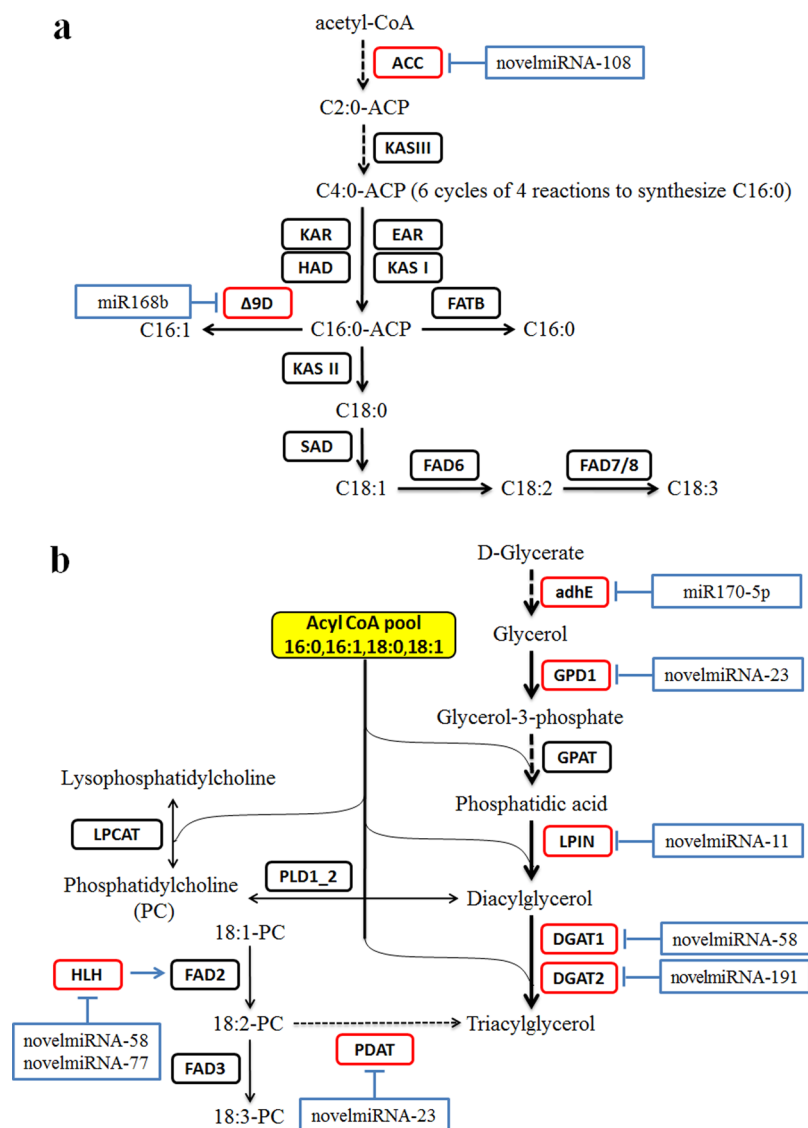 a
acetyl-CoA
ACC
novelmiRNA-108
C2:0-ACP
KASIII
C4:0-ACP (6 cycles of 4 reactions to synthesize C16:0)
KAR
EAR
HAD
KAS I
miR168b
Δ9D
FATB
C16:1
C16:0-ACP
C16:0
KAS II
C18:0
SAD
FAD6
FAD7/8
C18:1
C18:2
C18:3
b
D-Glycerate
adhE
miR170-5p
Acyl CoA pool
16:0,16:1,18:0,18:1
Glycerol
GPD1
novelmiRNA-23
Glycerol-3-phosphate
GPAT
Lysophosphatidylcholine
Phosphatidic acid
LPCAT
LPIN
novelmiRNA-11
Phosphatidylcholine
(PC)
PLD1_2
Diacylglycerol
18:1-PC
DGAT1
novelmiRNA-58
HLH
FAD2
DGAT2
novelmiRNA-191
novelmiRNA-58
novelmiRNA-77
18:2-PC
Triacylglycerol
FAD3
PDAT
18:3-PC
novelmiRNA-23